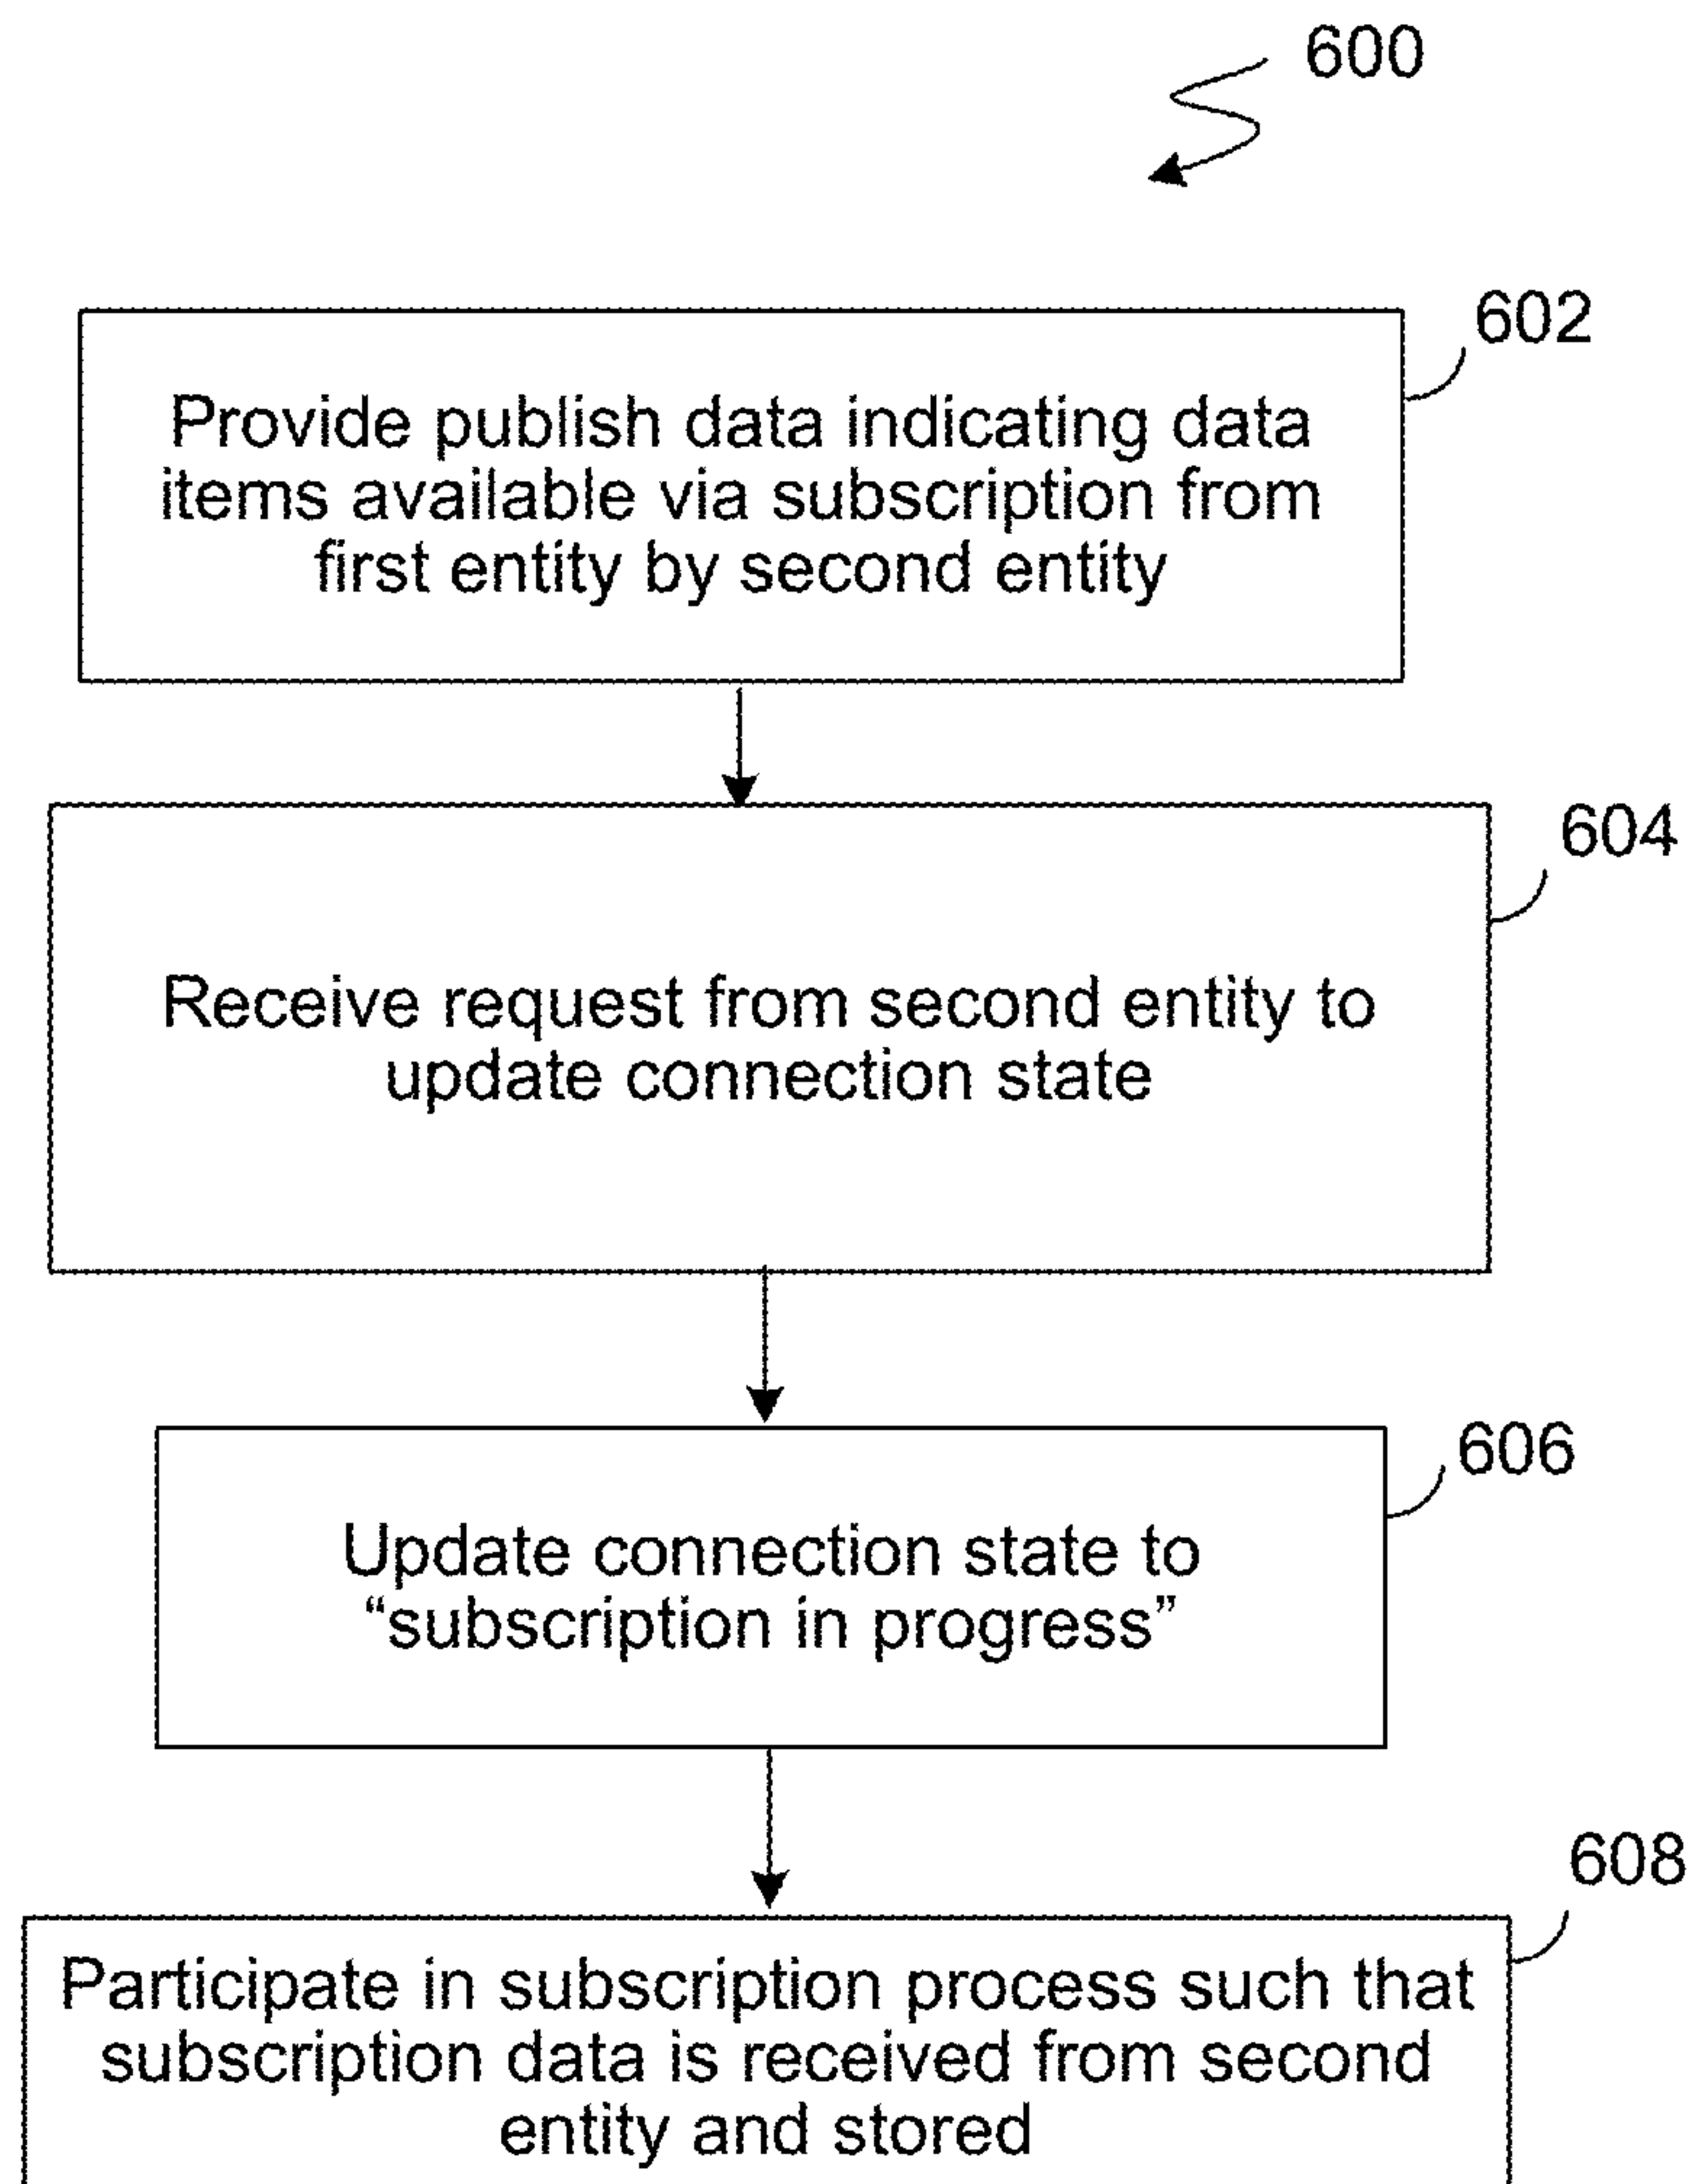 600
602
Provide publish data indicating data
items available via subscription from
first entity by second entity
604
Receive request from second entity to
update connection state
606
Update connection state to
“subscription in progress”
608
Participate in subscription process such that
subscription data is received from second
entity and stored